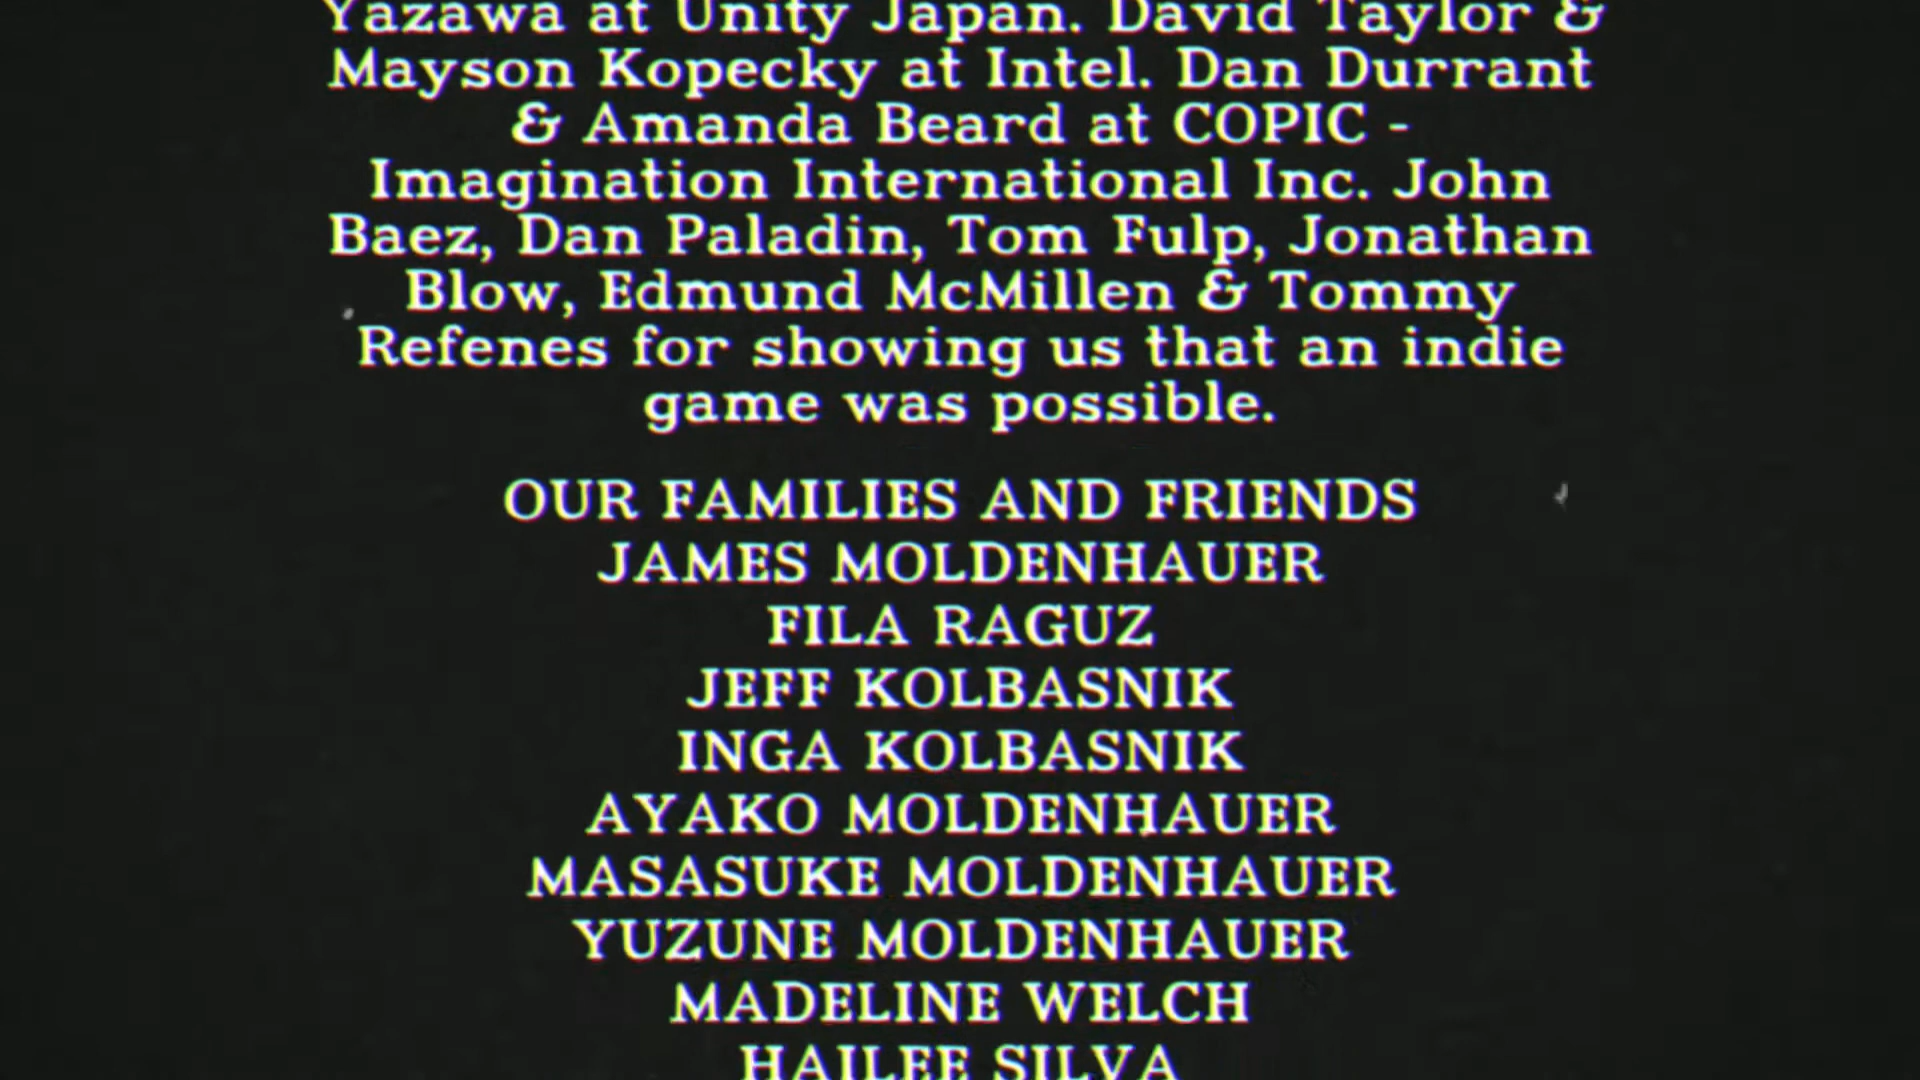 Yazawa at Unity Japan. David Taylor &
Mayson Kopecky at Intel. Dan Durrant
& Amanda Beard at COPIC -
Imagination International Inc. John
Baez, Dan Paladin, Tom Fulp, Jonathan
Blow, Edmund McMillen & Tommy
Refenes for showing us that an indie
game was possible.
OUR FAMILIES AND FRIENDS
JAMES MOLDENHAUER
FILA RAGUZ
JEFF KOLBASNIK
INGA KOLBASNIK
AYAKO MOLDENHAUER
MASASUKE MOLDENHAUER
YUZUNE MOLDENHAUER
MADELINE WELCH
HAILEE SILVA